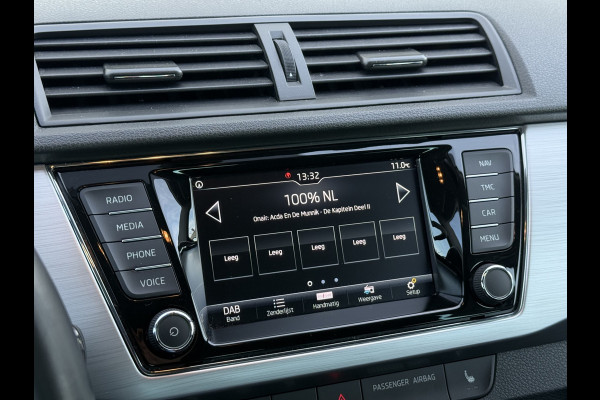 13:32
11.0°C
100% NL
Onair: Acda En De Munnik - De Kapitein Deel II
Leeg Leeg Leeg Leeg Leeg
DAB Band
Zenderlijst
Handmatig
Weergave
Setup
RADIO
MEDIA
PHONE
VOICE
NAV
TMC
CAR
MENU
PASSENGER AIRBAG